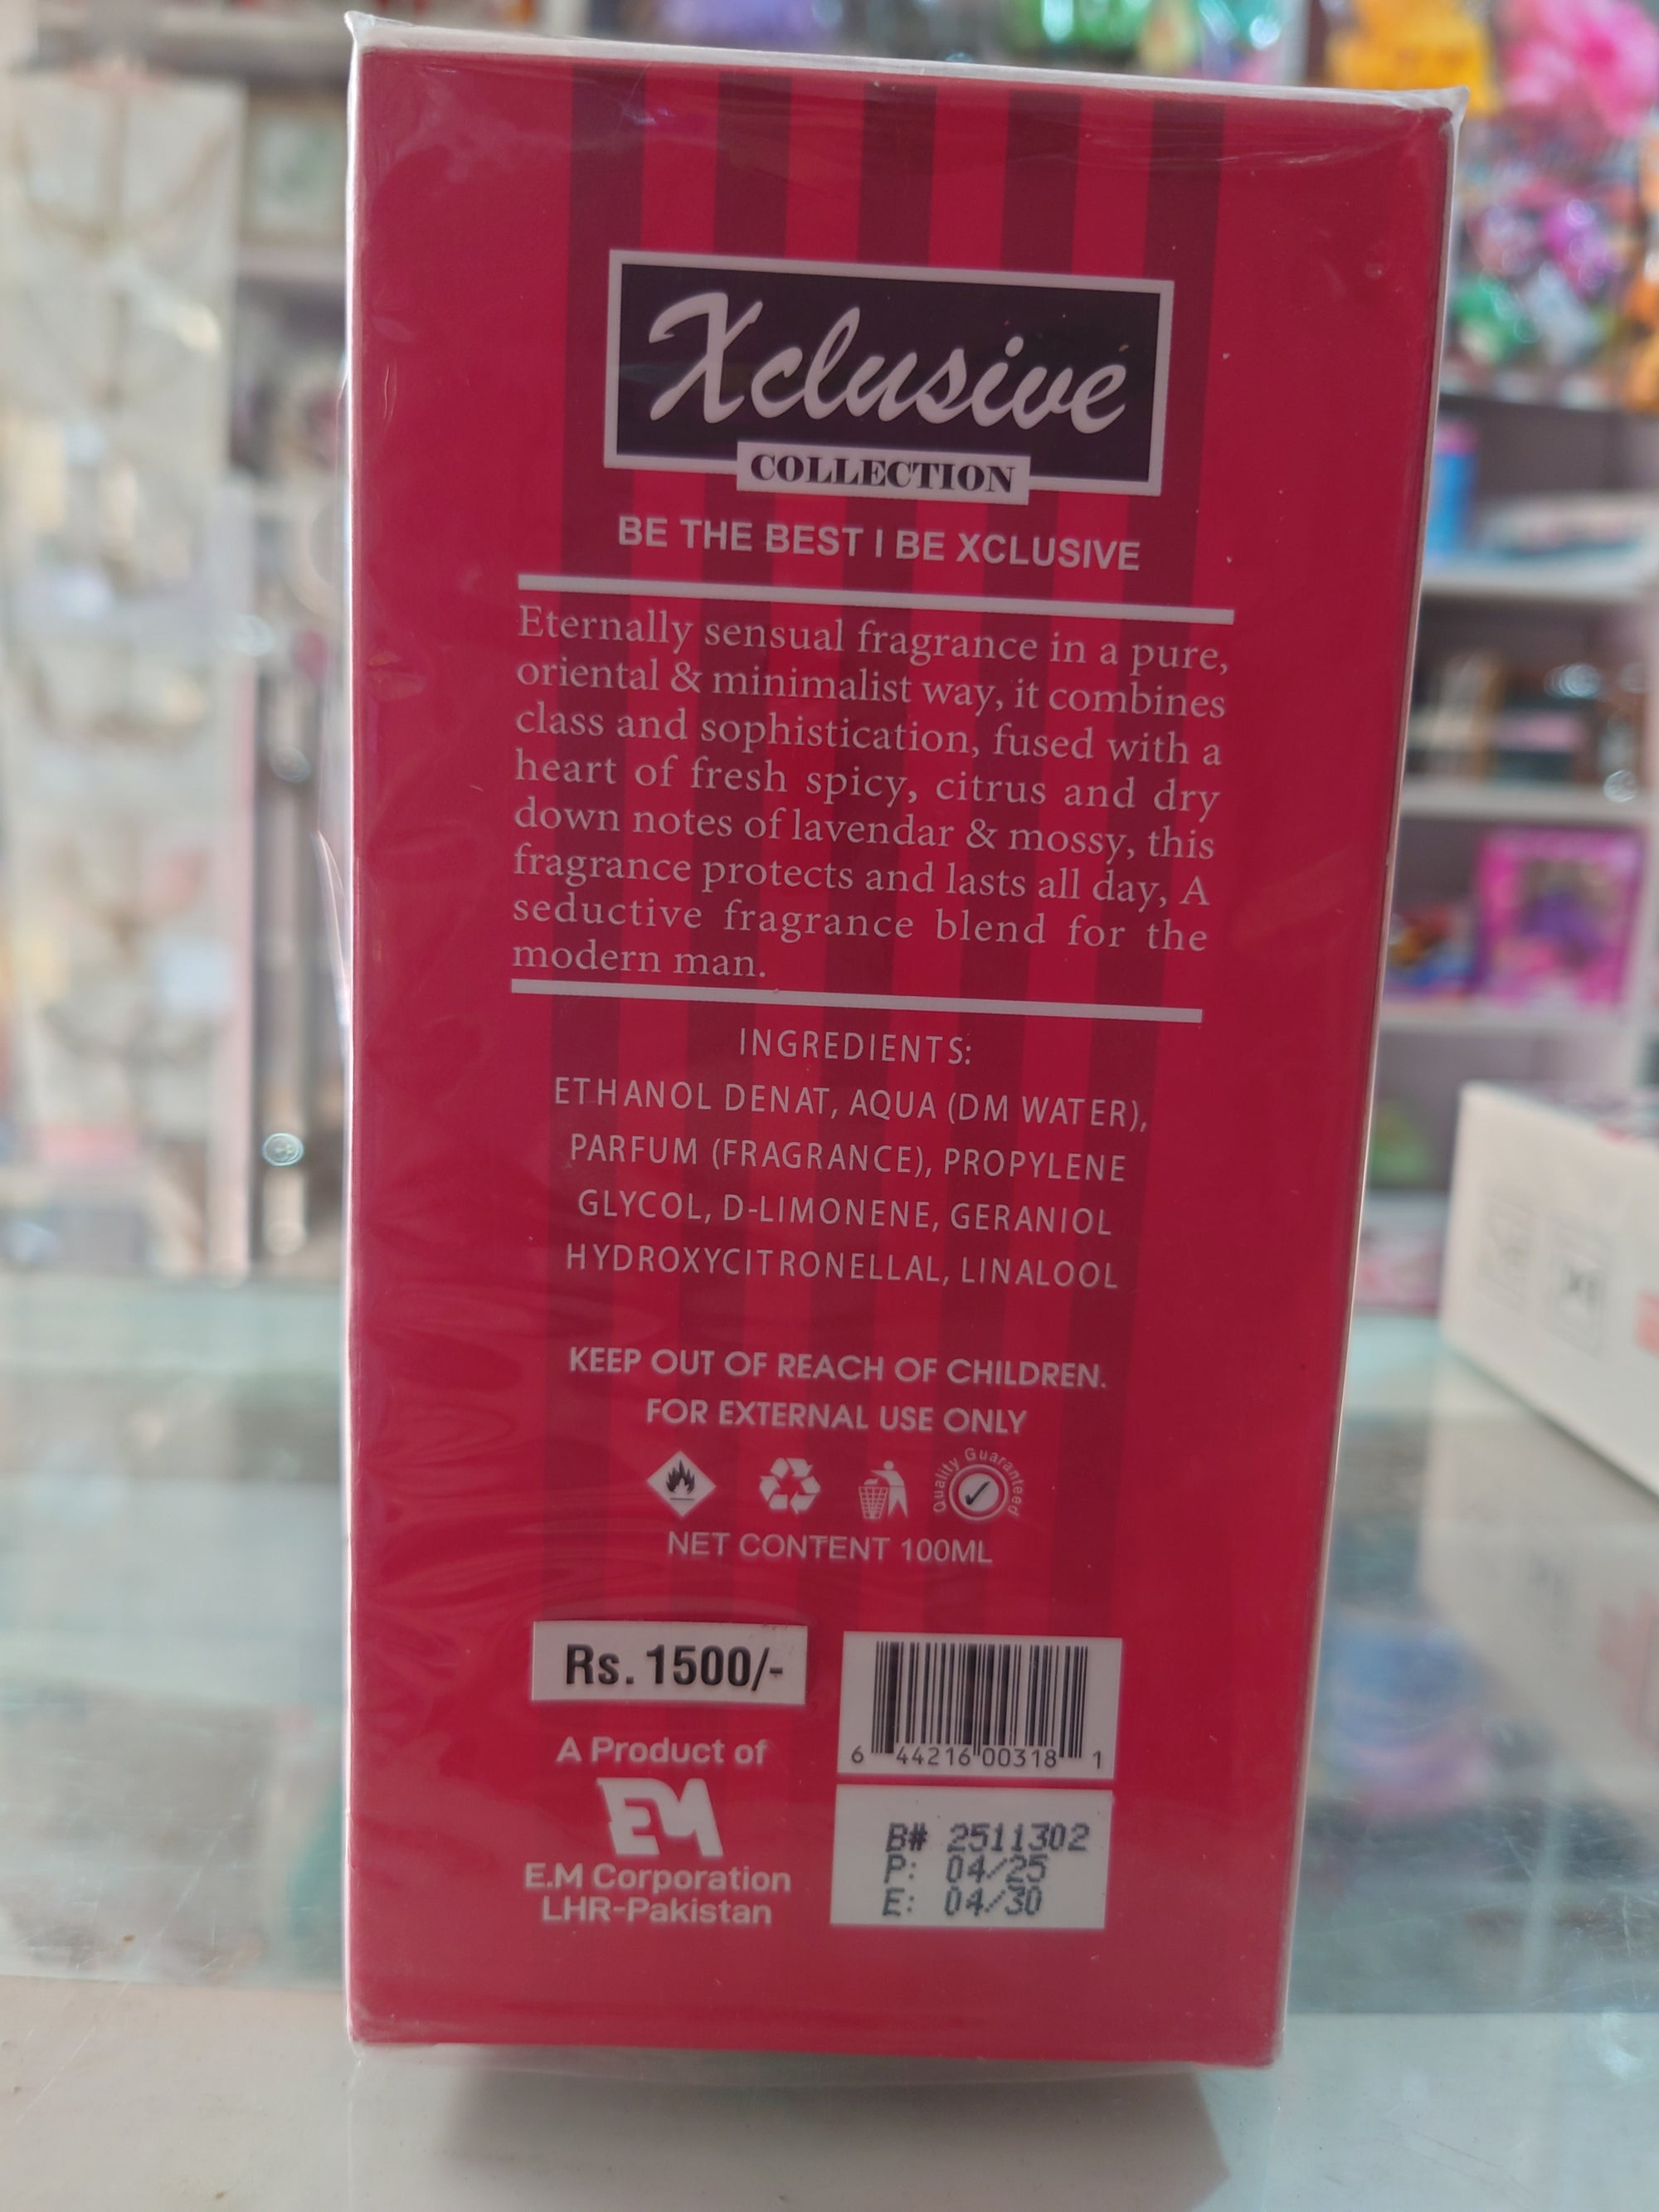 Xclusive
COLLECTION
BE THE BEST I BE XCLUSIVE
Eternally sensual fragrance in a pure,
oriental & minimalist way, it combines
class and sophistication, fused with a
heart of fresh spicy, citrus and dry
down notes of lavendar & mossy, this
fragrance protects and lasts all day, A
seductive fragrance blend for the
modern man.
INGREDIENTS:
ETHANOL DENAT, AQUA (DM WATER),
PARFUM (FRAGRANCE), PROPYLENE
GLYCOL, D-LIMONENE, GERANIOL
HYDROXYCITRONELLAL, LINALOOL
KEEP OUT OF REACH OF CHILDREN.
FOR EXTERNAL USE ONLY
Quality Guaranteed
NET CONTENT 100ML
Rs. 1500/-
6 44216 00318 1
A Product of
EM
E.M Corporation
LHR-Pakistan
B# 2511302
P: 04/25
E: 04/30